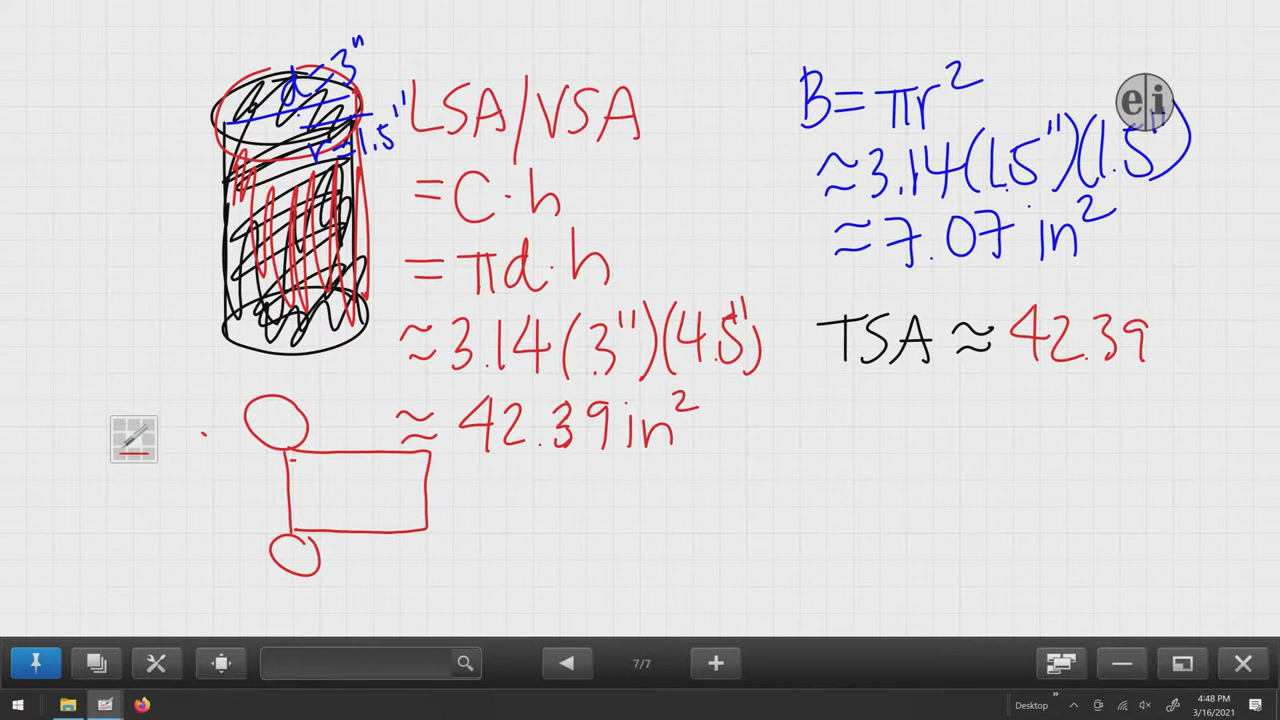 d=3"
r=1.5"
LSA/VSA
= C·h
= πd·h
≈3.14(3")(4.5")
≈ 42.39 in²
B=πr²
≈3.14(1.5")(1.5")
≈7.07 in²
TSA ≈ 42.39
ei
7/7
Desktop
4:48 PM
3/16/2021